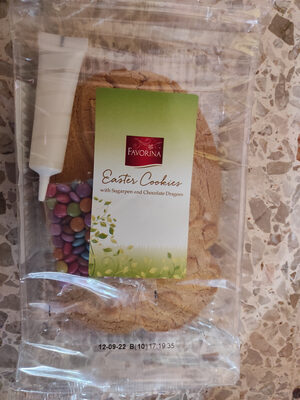 FAVORINA
Easter Cookies
with Sugarpen and Chocolate Dragees
12-09-22 B(10)17:19 35